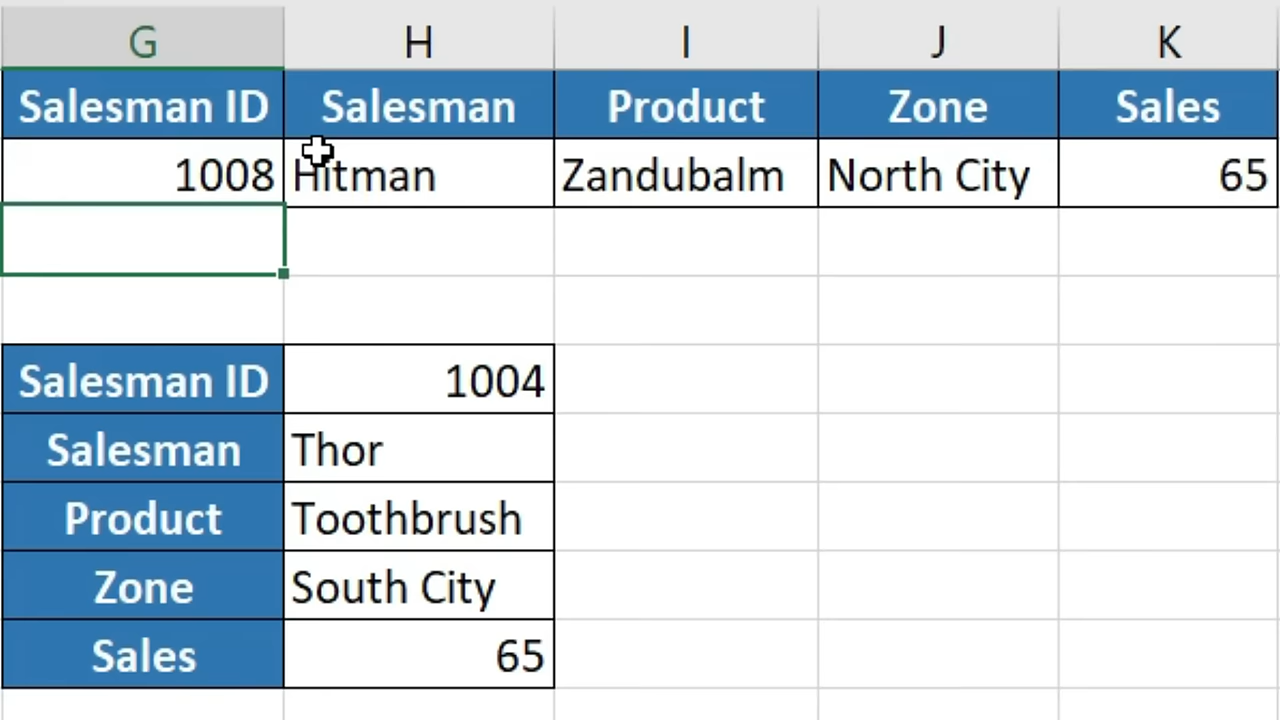 G H I J K
Salesman ID Salesman Product Zone Sales
1008 Hitman Zandubalm North City 65
Salesman ID 1004
Salesman Thor
Product Toothbrush
Zone South City
Sales 65